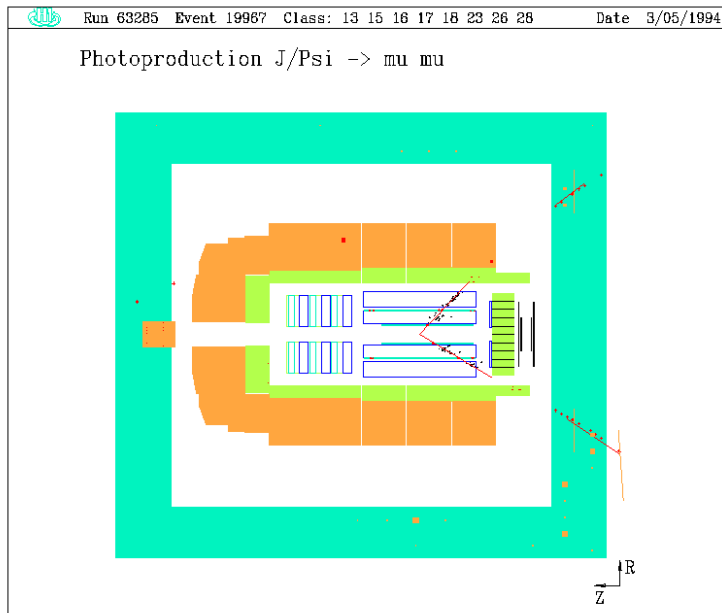 Run 63285 Event 19967 Class: 13 15 16 17 18 23 26 28 Date 3/05/1994
Photoproduction J/Psi -> mu mu
R
Z